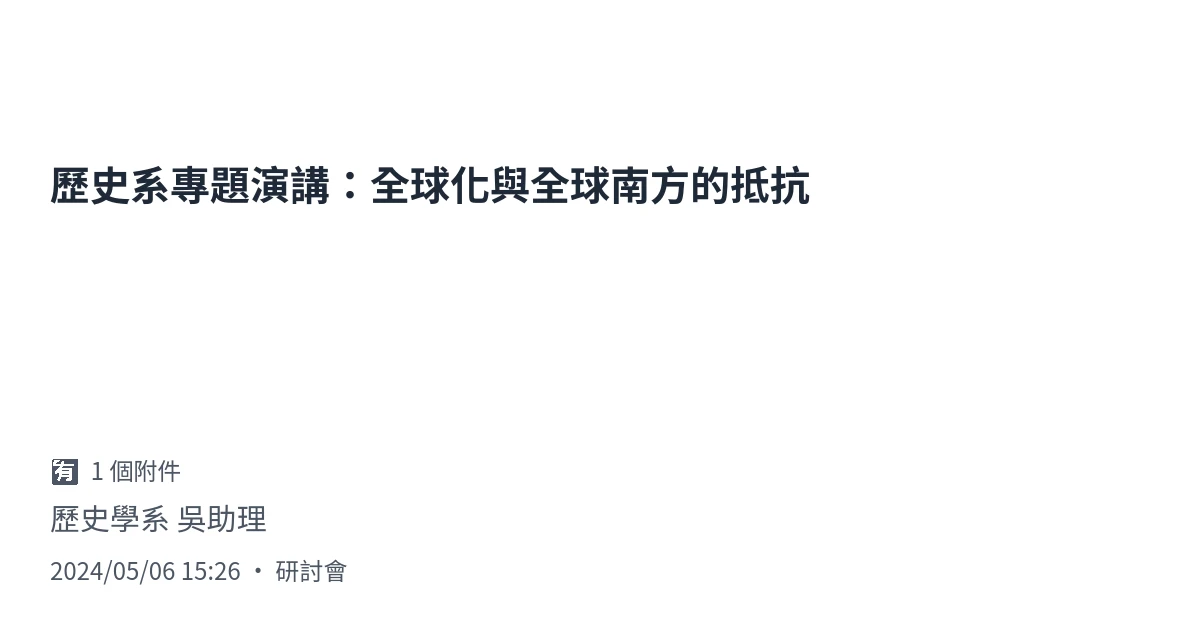 歷史系專題演講：全球化與全球南方的抵抗
🈶 1 個附件
歷史學系 吳助理
2024/05/06 15:26 ・ 研討會